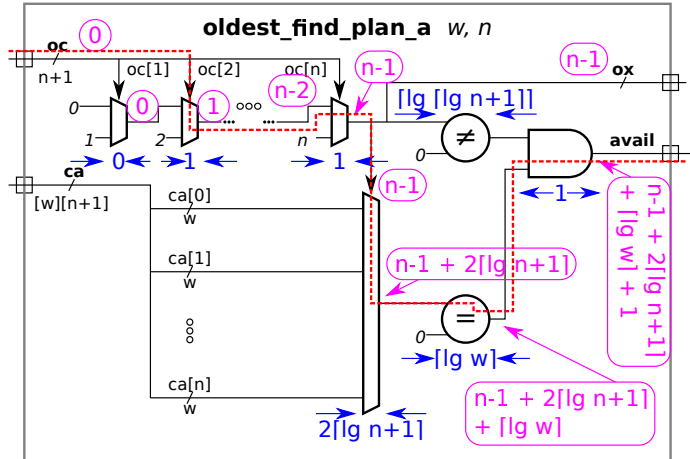 oldest_find_plan_a w, n
0
oc
n+1
oc[1]
oc[2]
oc[n]
n-1
n-1
ox
0
0
1
1
2
∘∘∘
...
...
n-2
n
⌈lg ⌈lg n+1⌉⌉
≠
0
avail
0
1
1
1
ca
[w][n+1]
ca[0]
w
n-1
ca[1]
w
n-1 + 2⌈lg n+1⌉
n-1 + 2⌈lg n+1⌉
+ ⌈lg w⌉ + 1
∘∘∘
=
0
⌈lg w⌉
ca[n]
w
2⌈lg n+1⌉
n-1 + 2⌈lg n+1⌉
+ ⌈lg w⌉